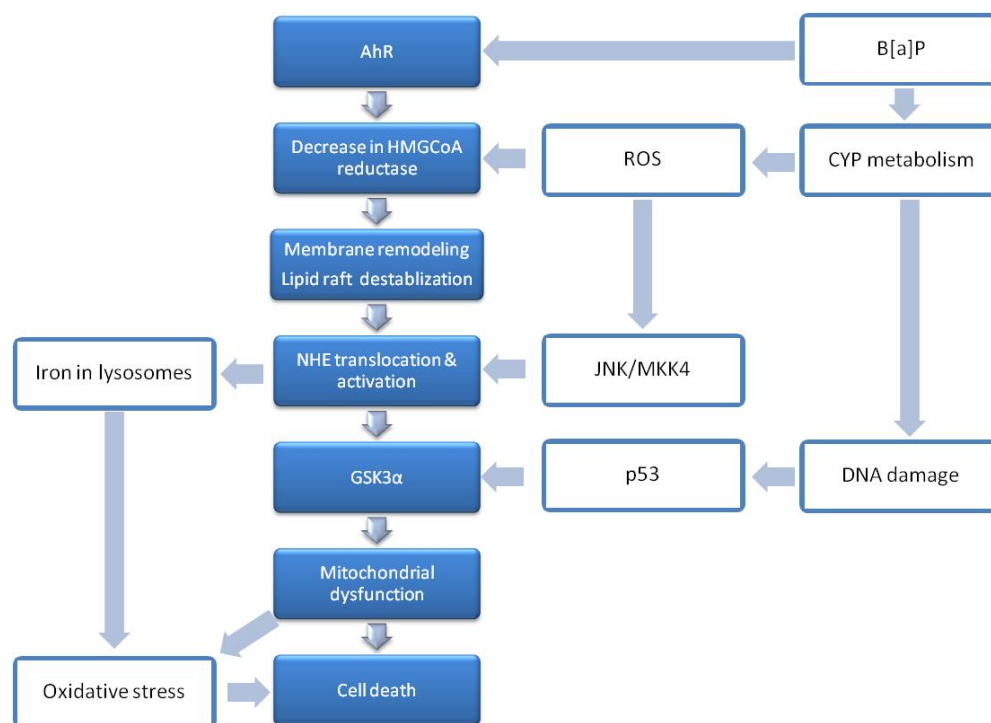 AhR
B[a]P
Decrease in HMGCoA
reductase
ROS
CYP metabolism
Membrane remodeling
Lipid raft destablization
Iron in lysosomes
NHE translocation &
activation
JNK/MKK4
GSK3α
p53
DNA damage
Mitochondrial
dysfunction
Oxidative stress
Cell death